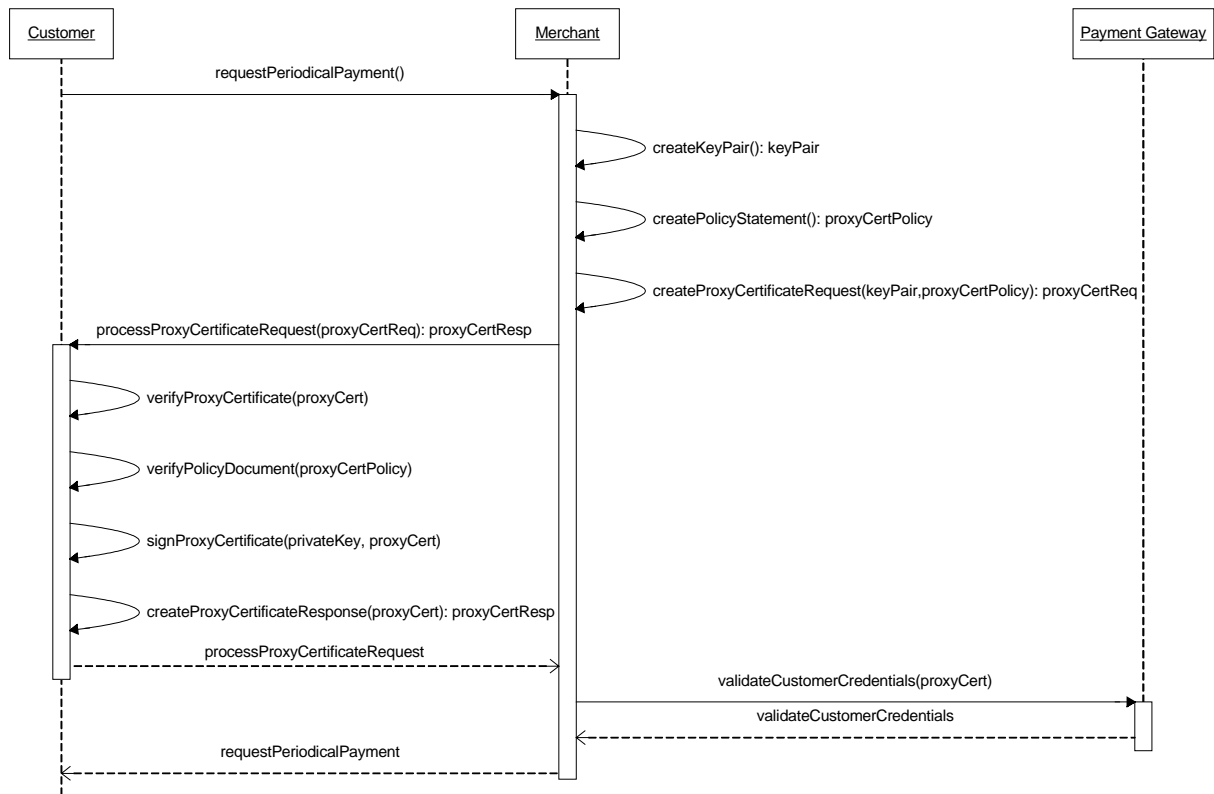 Customer
Merchant
Payment Gateway
requestPeriodicalPayment()
createKeyPair(): keyPair
createPolicyStatement(): proxyCertPolicy
createProxyCertificateRequest(keyPair,proxyCertPolicy): proxyCertReq
processProxyCertificateRequest(proxyCertReq): proxyCertResp
verifyProxyCertificate(proxyCert)
verifyPolicyDocument(proxyCertPolicy)
signProxyCertificate(privateKey, proxyCert)
createProxyCertificateResponse(proxyCert): proxyCertResp
processProxyCertificateRequest
validateCustomerCredentials(proxyCert)
validateCustomerCredentials
requestPeriodicalPayment